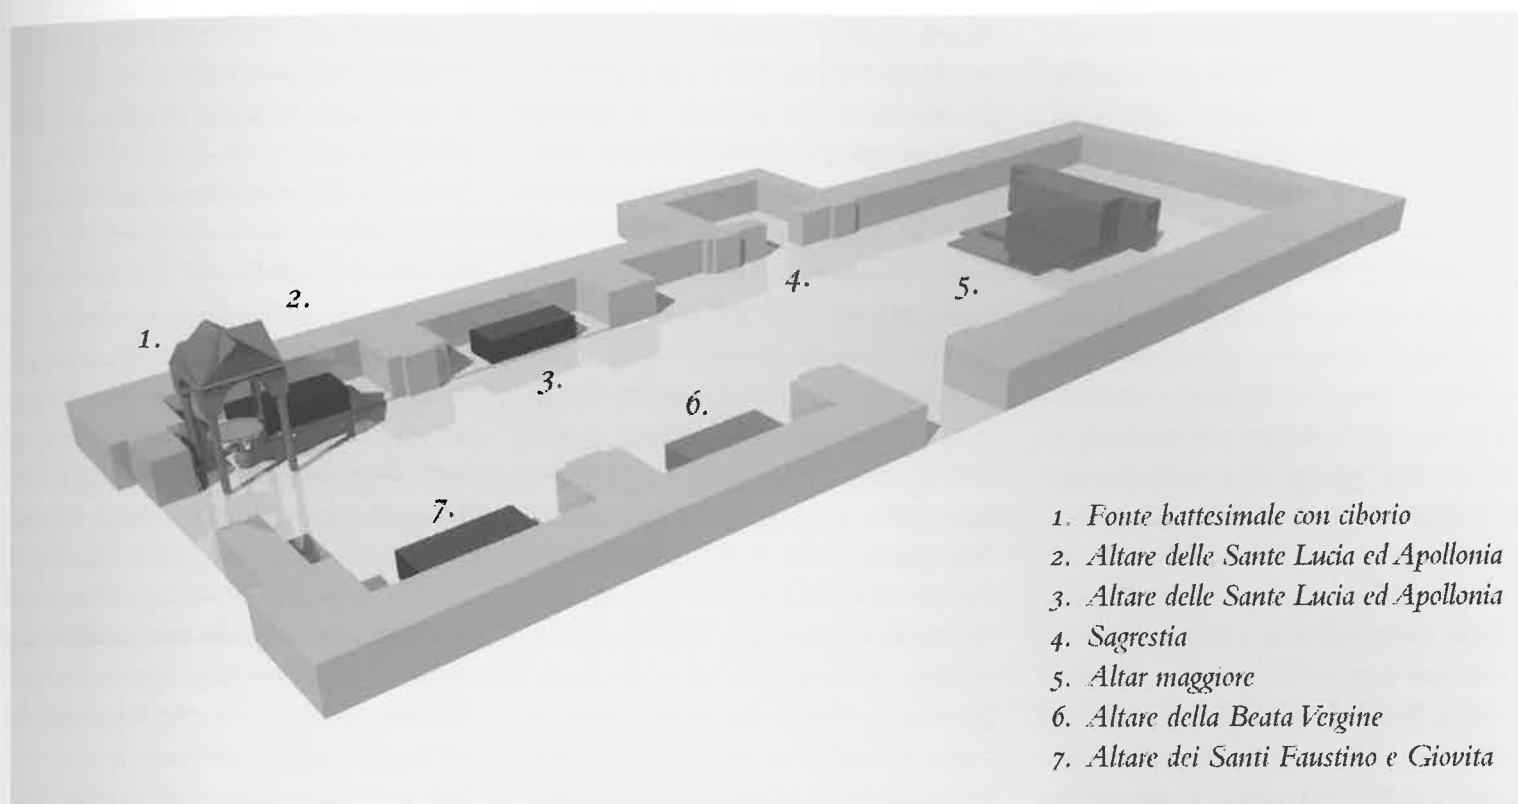 1.
2.
3.
4.
5.
6.
7.
1. Fonte battesimale con ciborio
2. Altare delle Sante Lucia ed Apollonia
3. Altare delle Sante Lucia ed Apollonia
4. Sagrestia
5. Altar maggiore
6. Altare della Beata Vergine
7. Altare dei Santi Faustino e Giovita